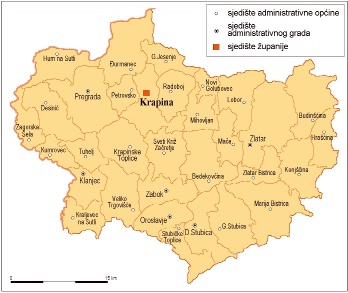 sjedište administrativne općine
sjedište
administrativnog grada
sjedište županije
Hum na Sutli
G.Jesenje
Đurmanec
Radoboj
Novi
Golubovec
Pregrada
Petrovsko
Krapina
Lobor
Desinić
Mihovljan
Budinšćina
Zagorska
Sela
Hrašćina
Kumrovec
Tuhelj
Krapinske
Toplice
Sveti Križ
Začretje
Mače
Zlatar
Klanjec
Bedekovčina
Zlatar Bistrica
Konjšćina
Zabok
Veliko
Trgovišće
Marija Bistrica
Kraljevec
na Sutli
Oroslavje
Stubičke
Toplice
D.Stubica
G.Stubica
0
15 km